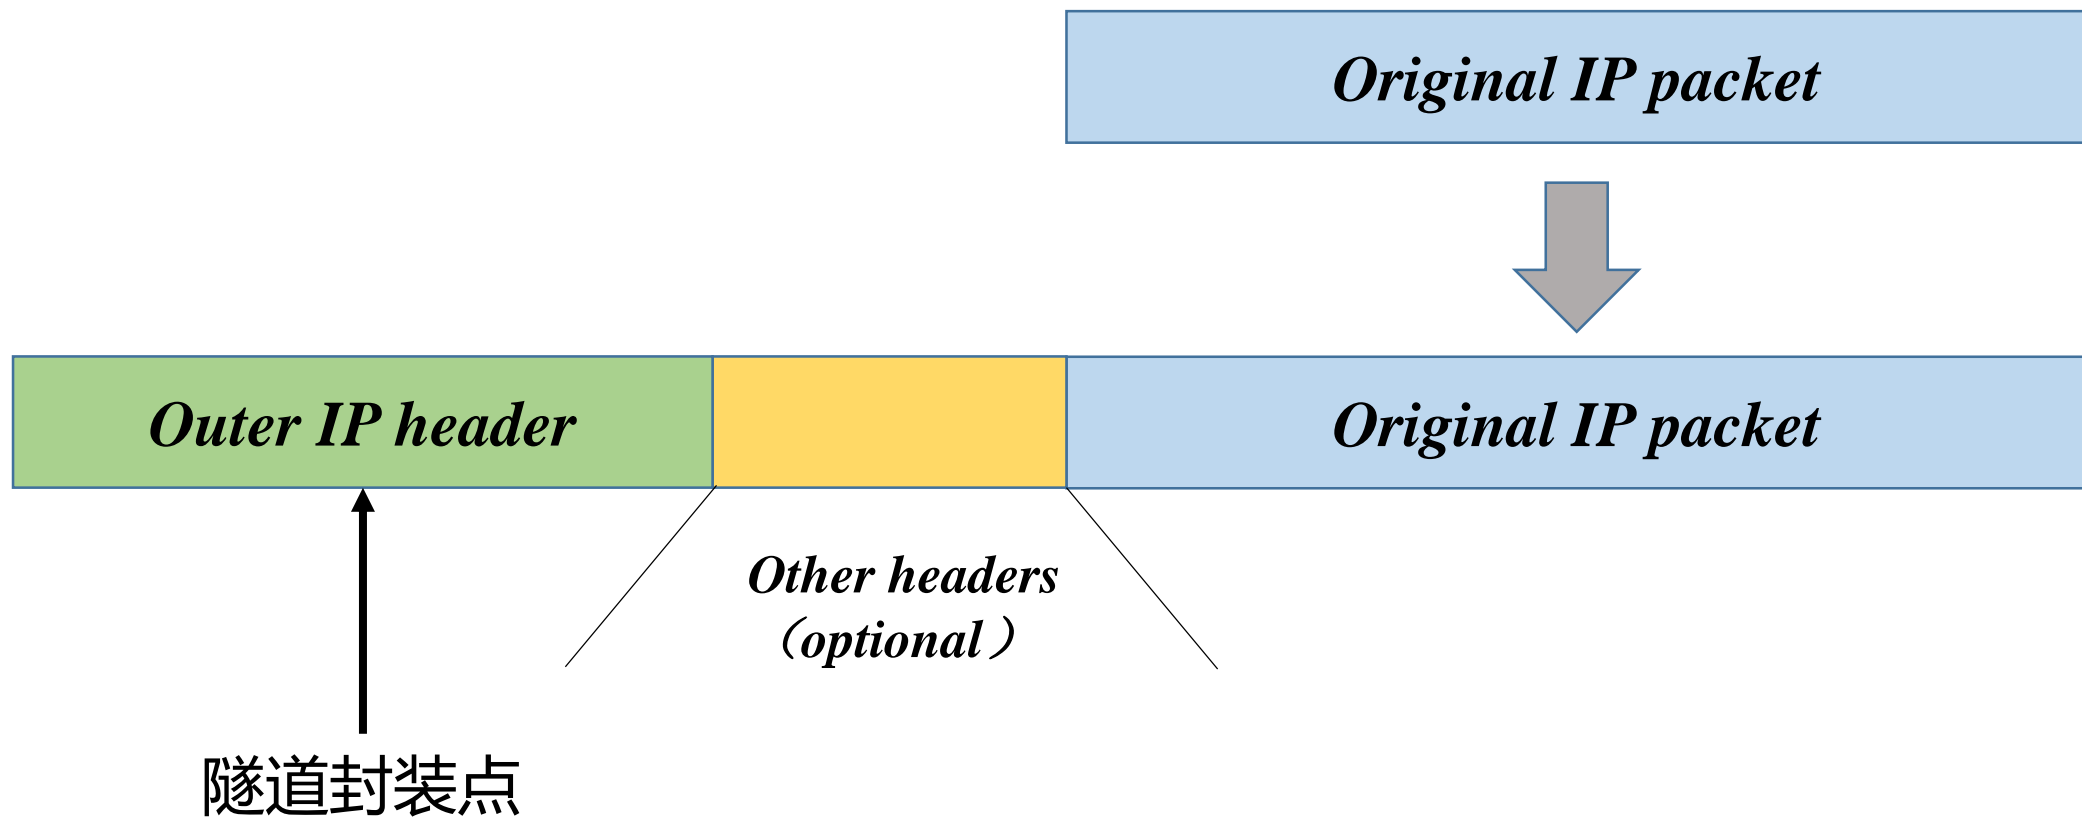 Original IP packet
Outer IP header
Original IP packet
Other headers
（optional）
隧道封装点